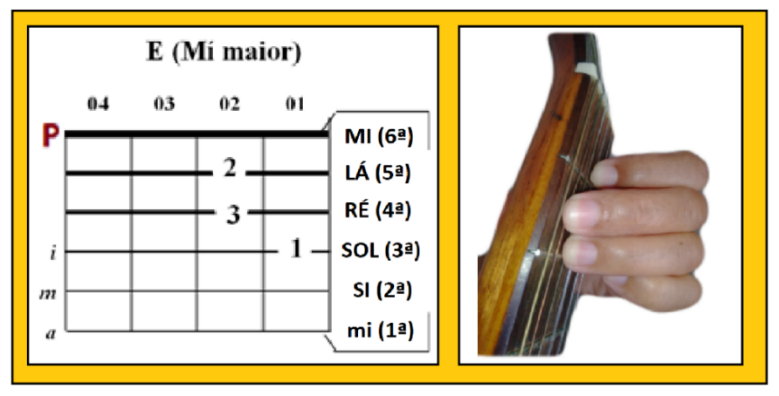 E (Mí maior)
04 03 02 01
P MI (6ª)
2 LÁ (5ª)
3 RÉ (4ª)
i 1 SOL (3ª)
m SI (2ª)
a mi (1ª)